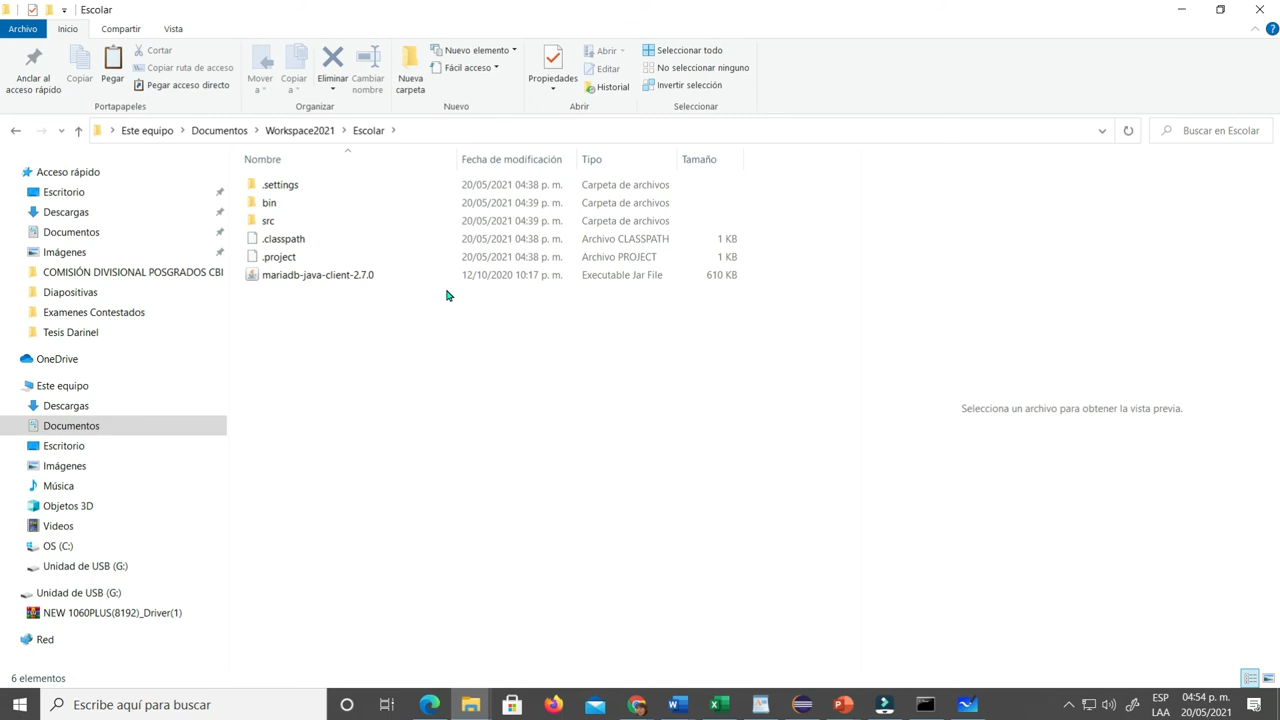 Escolar
Archivo Inicio Compartir Vista
Anclar al acceso rápido
Copiar
Pegar
Cortar
Copiar ruta de acceso
Pegar acceso directo
Portapapeles
Mover a
Copiar a
Eliminar
Cambiar nombre
Organizar
Nueva carpeta
Nuevo elemento
Fácil acceso
Nuevo
Propiedades
Abrir
Editar
Historial
Abrir
Seleccionar todo
No seleccionar ninguno
Invertir selección
Seleccionar
Este equipo > Documentos > Workspace2021 > Escolar >
Buscar en Escolar
Nombre Fecha de modificación Tipo Tamaño
.settings 20/05/2021 04:38 p. m. Carpeta de archivos
bin 20/05/2021 04:39 p. m. Carpeta de archivos
src 20/05/2021 04:39 p. m. Carpeta de archivos
.classpath 20/05/2021 04:38 p. m. Archivo CLASSPATH 1 KB
.project 20/05/2021 04:38 p. m. Archivo PROJECT 1 KB
mariadb-java-client-2.7.0 12/10/2020 10:17 p. m. Executable Jar File 610 KB
Acceso rápido
Escritorio
Descargas
Documentos
Imágenes
COMISIÓN DIVISIONAL POSGRADOS CBI
Diapositivas
Examenes Contestados
Tesis Darinel
OneDrive
Este equipo
Descargas
Documentos
Escritorio
Imágenes
Música
Objetos 3D
Videos
OS (C:)
Unidad de USB (G:)
Unidad de USB (G:)
NEW 1060PLUS(8192)_Driver(1)
Red
Selecciona un archivo para obtener la vista previa.
6 elementos
Escribe aquí para buscar
ESP
LAA
04:54 p. m.
20/05/2021